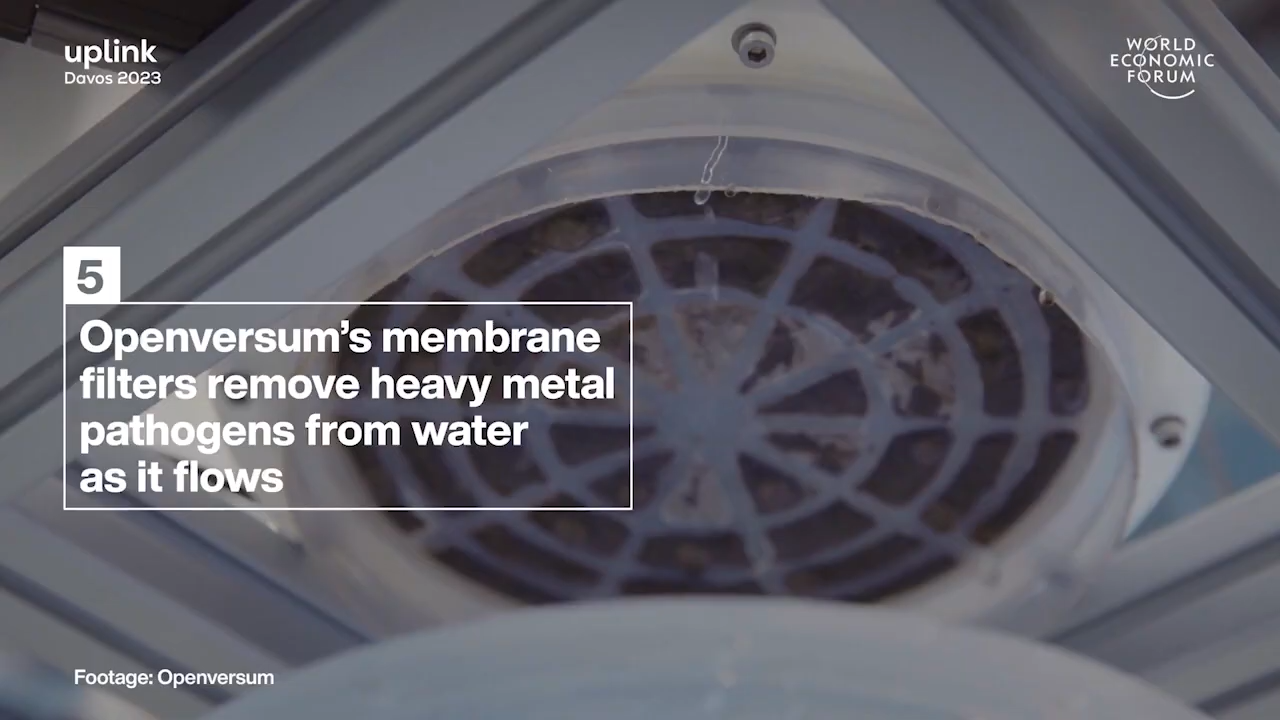 uplink
Davos 2023
WORLD
ECONOMIC
FORUM
5
Openversum’s membrane
filters remove heavy metal
pathogens from water
as it flows
Footage: Openversum